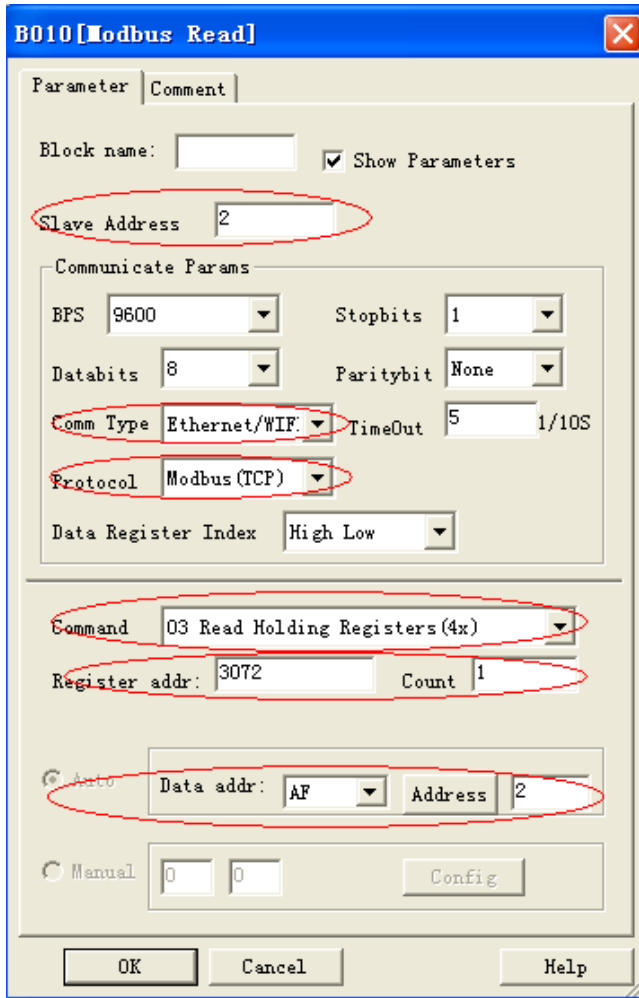 B010[Modbus Read]
Parameter Comment
Block name: Show Parameters
Slave Address 2
Communicate Params
BPS 9600 Stopbits 1
Databits 8 Paritybit None
Comm Type Ethernet/WIF: TimeOut 5 1/10S
Protocol Modbus(TCP)
Data Register Index High Low
Command 03 Read Holding Registers(4x)
Register addr: 3072 Count 1
Auto Data addr: AF Address 2
Manual 0 0 Config
OK Cancel Help